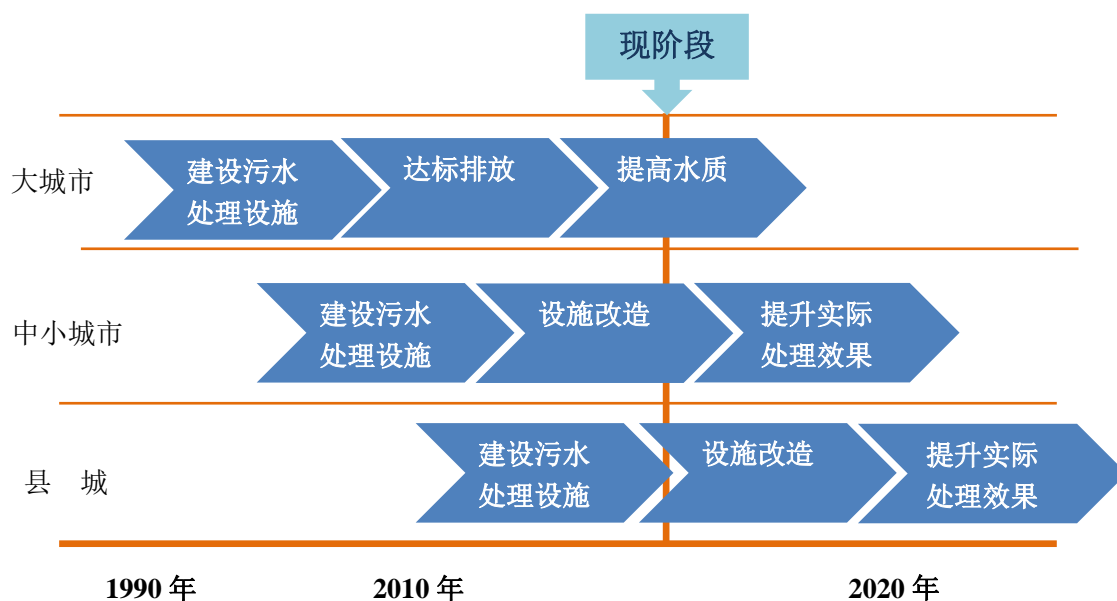 现阶段
大城市
建设污水
处理设施
达标排放
提高水质
中小城市
建设污水
处理设施
设施改造
提升实际
处理效果
县 城
建设污水
处理设施
设施改造
提升实际
处理效果
1990 年
2010 年
2020 年